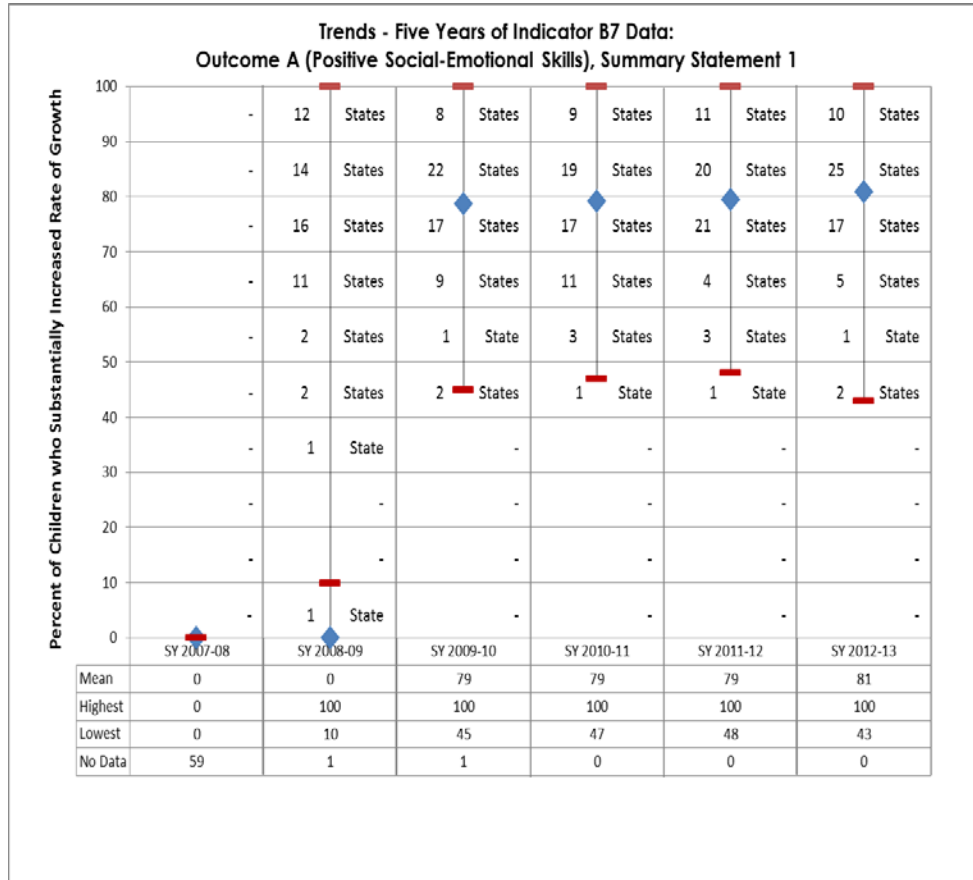 Trends - Five Years of Indicator B7 Data:
Outcome A (Positive Social-Emotional Skills), Summary Statement 1
Percent of Children who Substantially Increased Rate of Growth
100
- 12 States 8 States 9 States 11 States 10 States
90
- 14 States 22 States 19 States 20 States 25 States
80
- 16 States 17 States 17 States 21 States 17 States
70
- 11 States 9 States 11 States 4 States 5 States
60
- 2 States 1 State 3 States 3 States 1 State
50
- 2 States 2 States 1 State 1 State 2 States
40
- 1 State - - - -
30
- - - - - -
20
- - - - - -
10
- 1 State - - - -
0
SY 2007-08 SY 2008-09 SY 2009-10 SY 2010-11 SY 2011-12 SY 2012-13
Mean 0 0 79 79 79 81
Highest 0 100 100 100 100 100
Lowest 0 10 45 47 48 43
No Data 59 1 1 0 0 0